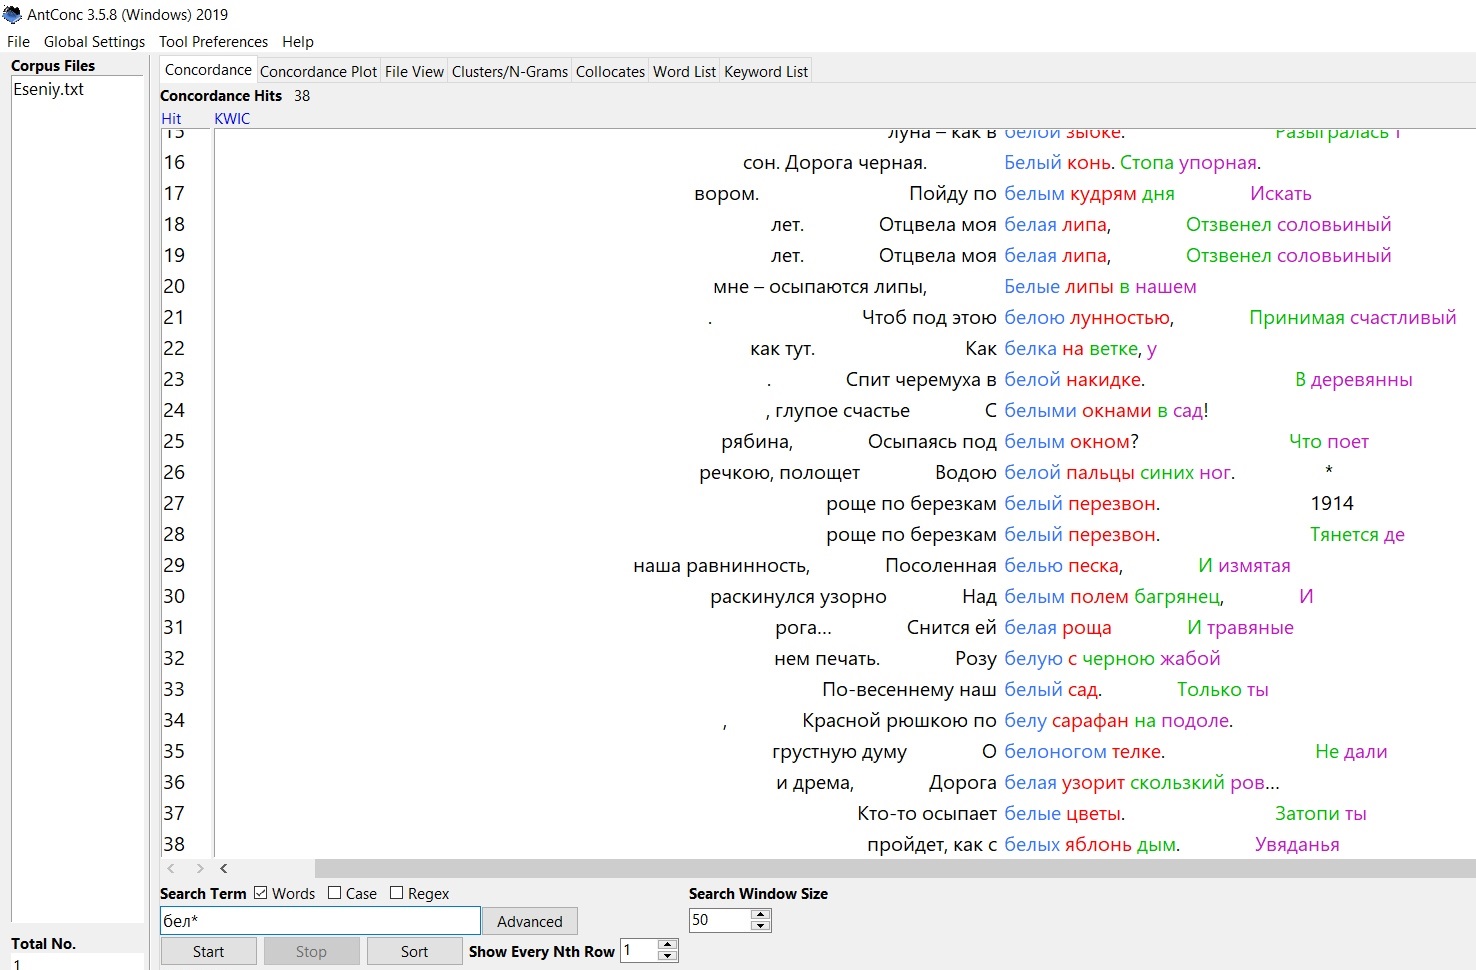 AntConc 3.5.8 (Windows) 2019
File Global Settings Tool Preferences Help
Corpus Files
Eseniy.txt
Concordance Concordance Plot File View Clusters/N-Grams Collocates Word List Keyword List
Concordance Hits 38
Hit KWIC
15 луна – как в белой зыбке. Разыгралась
16 сон. Дорога черная. Белый конь. Стопа упорная.
17 вором. Пойду по белым кудрям дня Искать
18 лет. Отцвела моя белая липа, Отзвенел соловьиный
19 лет. Отцвела моя белая липа, Отзвенел соловьиный
20 мне – осыпаются липы, Белые липы в нашем
21 . Чтоб под этою белою лунностью, Принимая счастливый
22 как тут. Как белка на ветке, у
23 . Спит черемуха в белой накидке. В деревянны
24 , глупое счастье С белыми окнами в сад!
25 рябина, Осыпаясь под белым окном? Что поет
26 речкою, полощет Водою белой пальцы синих ног. *
27 роще по березкам белый перезвон. 1914
28 роще по березкам белый перезвон. Тянется де
29 наша равнинность, Посоленная белью песка, И измятая
30 раскинулся узорно Над белым полем багрянец, И
31 рога... Снится ей белая роща И травяные
32 нем печать. Розу белую с черною жабой
33 По-весеннему наш белый сад. Только ты
34 , Красной рюшкою по белу сарафан на подоле.
35 грустную думу О белоногом телке. Не дали
36 и дрема, Дорога белая узорит скользкий ров...
37 Кто-то осыпает белые цветы. Затопи ты
38 пройдет, как с белых яблонь дым. Увяданья
Search Term Words Case Regex Search Window Size
бел* Advanced 50
Total No.
1
Start Stop Sort Show Every Nth Row 1